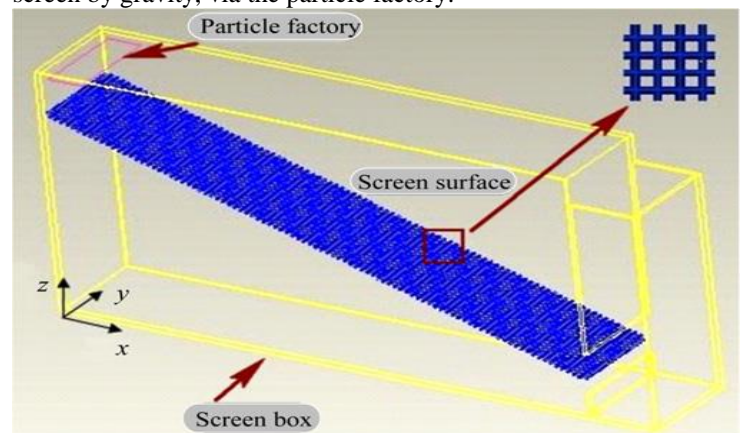 screen by gravity, via the particle factory.
Particle factory
Screen surface
z
y
x
Screen box